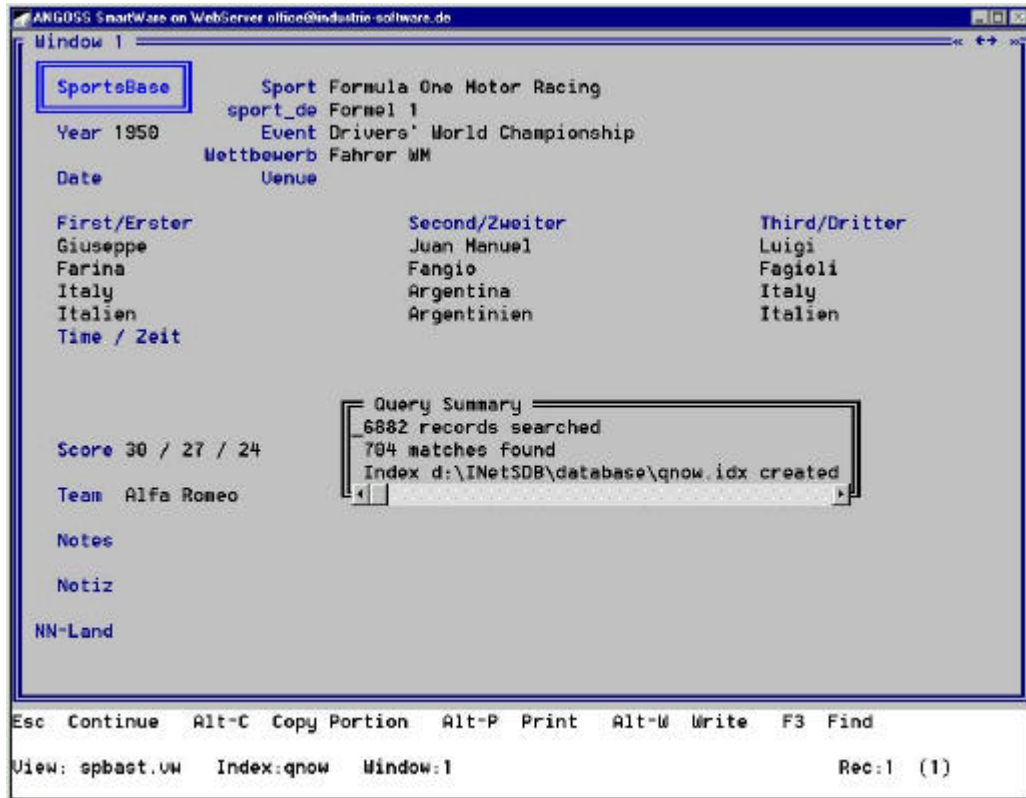 ANGOSS SmartWare on WebServer office@industrie-software.de
Window 1
SportsBase Sport Formula One Motor Racing
sport_de Formel 1
Year 1950 Event Drivers' World Championship
Wettbewerb Fahrer WM
Date Venue
First/Erster Second/Zweiter Third/Dritter
Giuseppe Juan Manuel Luigi
Farina Fangio Fagioli
Italy Argentina Italy
Italien Argentinien Italien
Time / Zeit
Query Summary
6882 records searched
Score 30 / 27 / 24 704 matches found
Index d:\INetSDB\database\qnow.idx created
Team Alfa Romeo
Notes
Notiz
NN-Land
Esc Continue Alt-C Copy Portion Alt-P Print Alt-W Write F3 Find
View: spbast.vw Index:qnow Window:1 Rec:1 (1)